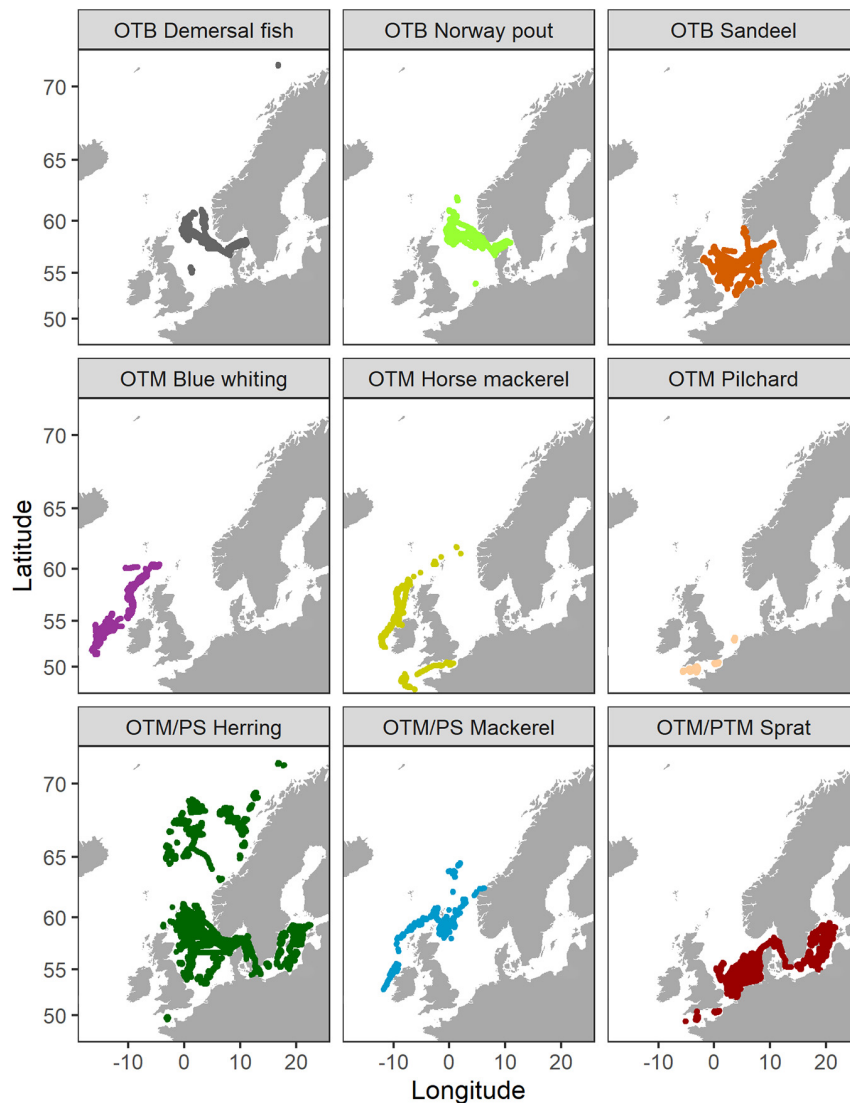 OTB Demersal fish
OTB Norway pout
OTB Sandeel
70
65
60
55
50
OTM Blue whiting
OTM Horse mackerel
OTM Pilchard
70
65
60
55
50
Latitude
OTM/PS Herring
OTM/PS Mackerel
OTM/PTM Sprat
70
65
60
55
50
-10 0 10 20
-10 0 10 20
-10 0 10 20
Longitude